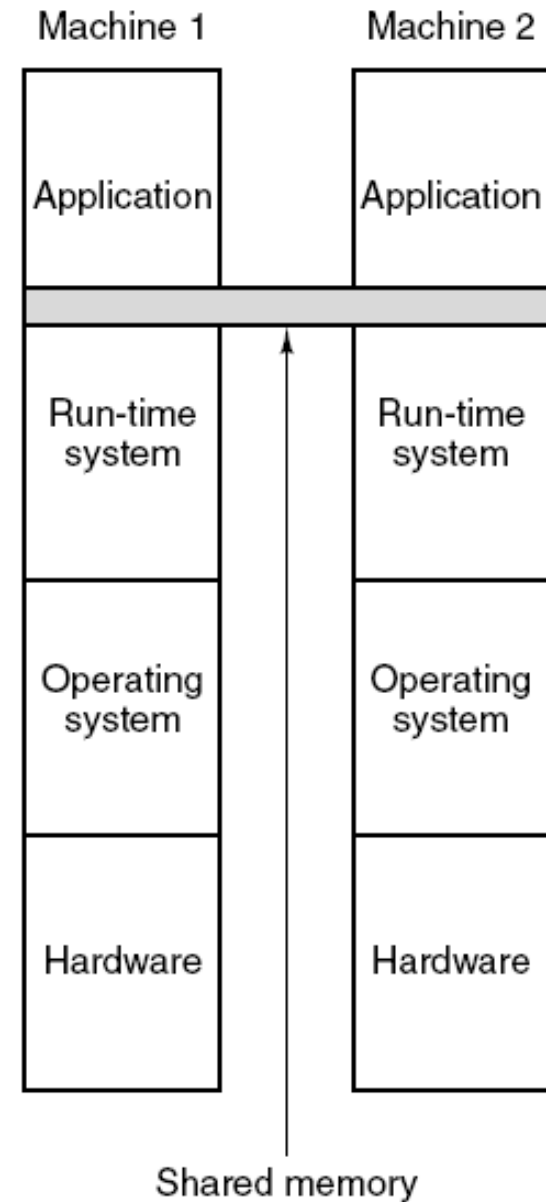 Machine 1
Machine 2
Application
Application
Run-time
system
Run-time
system
Operating
system
Operating
system
Hardware
Hardware
Shared memory